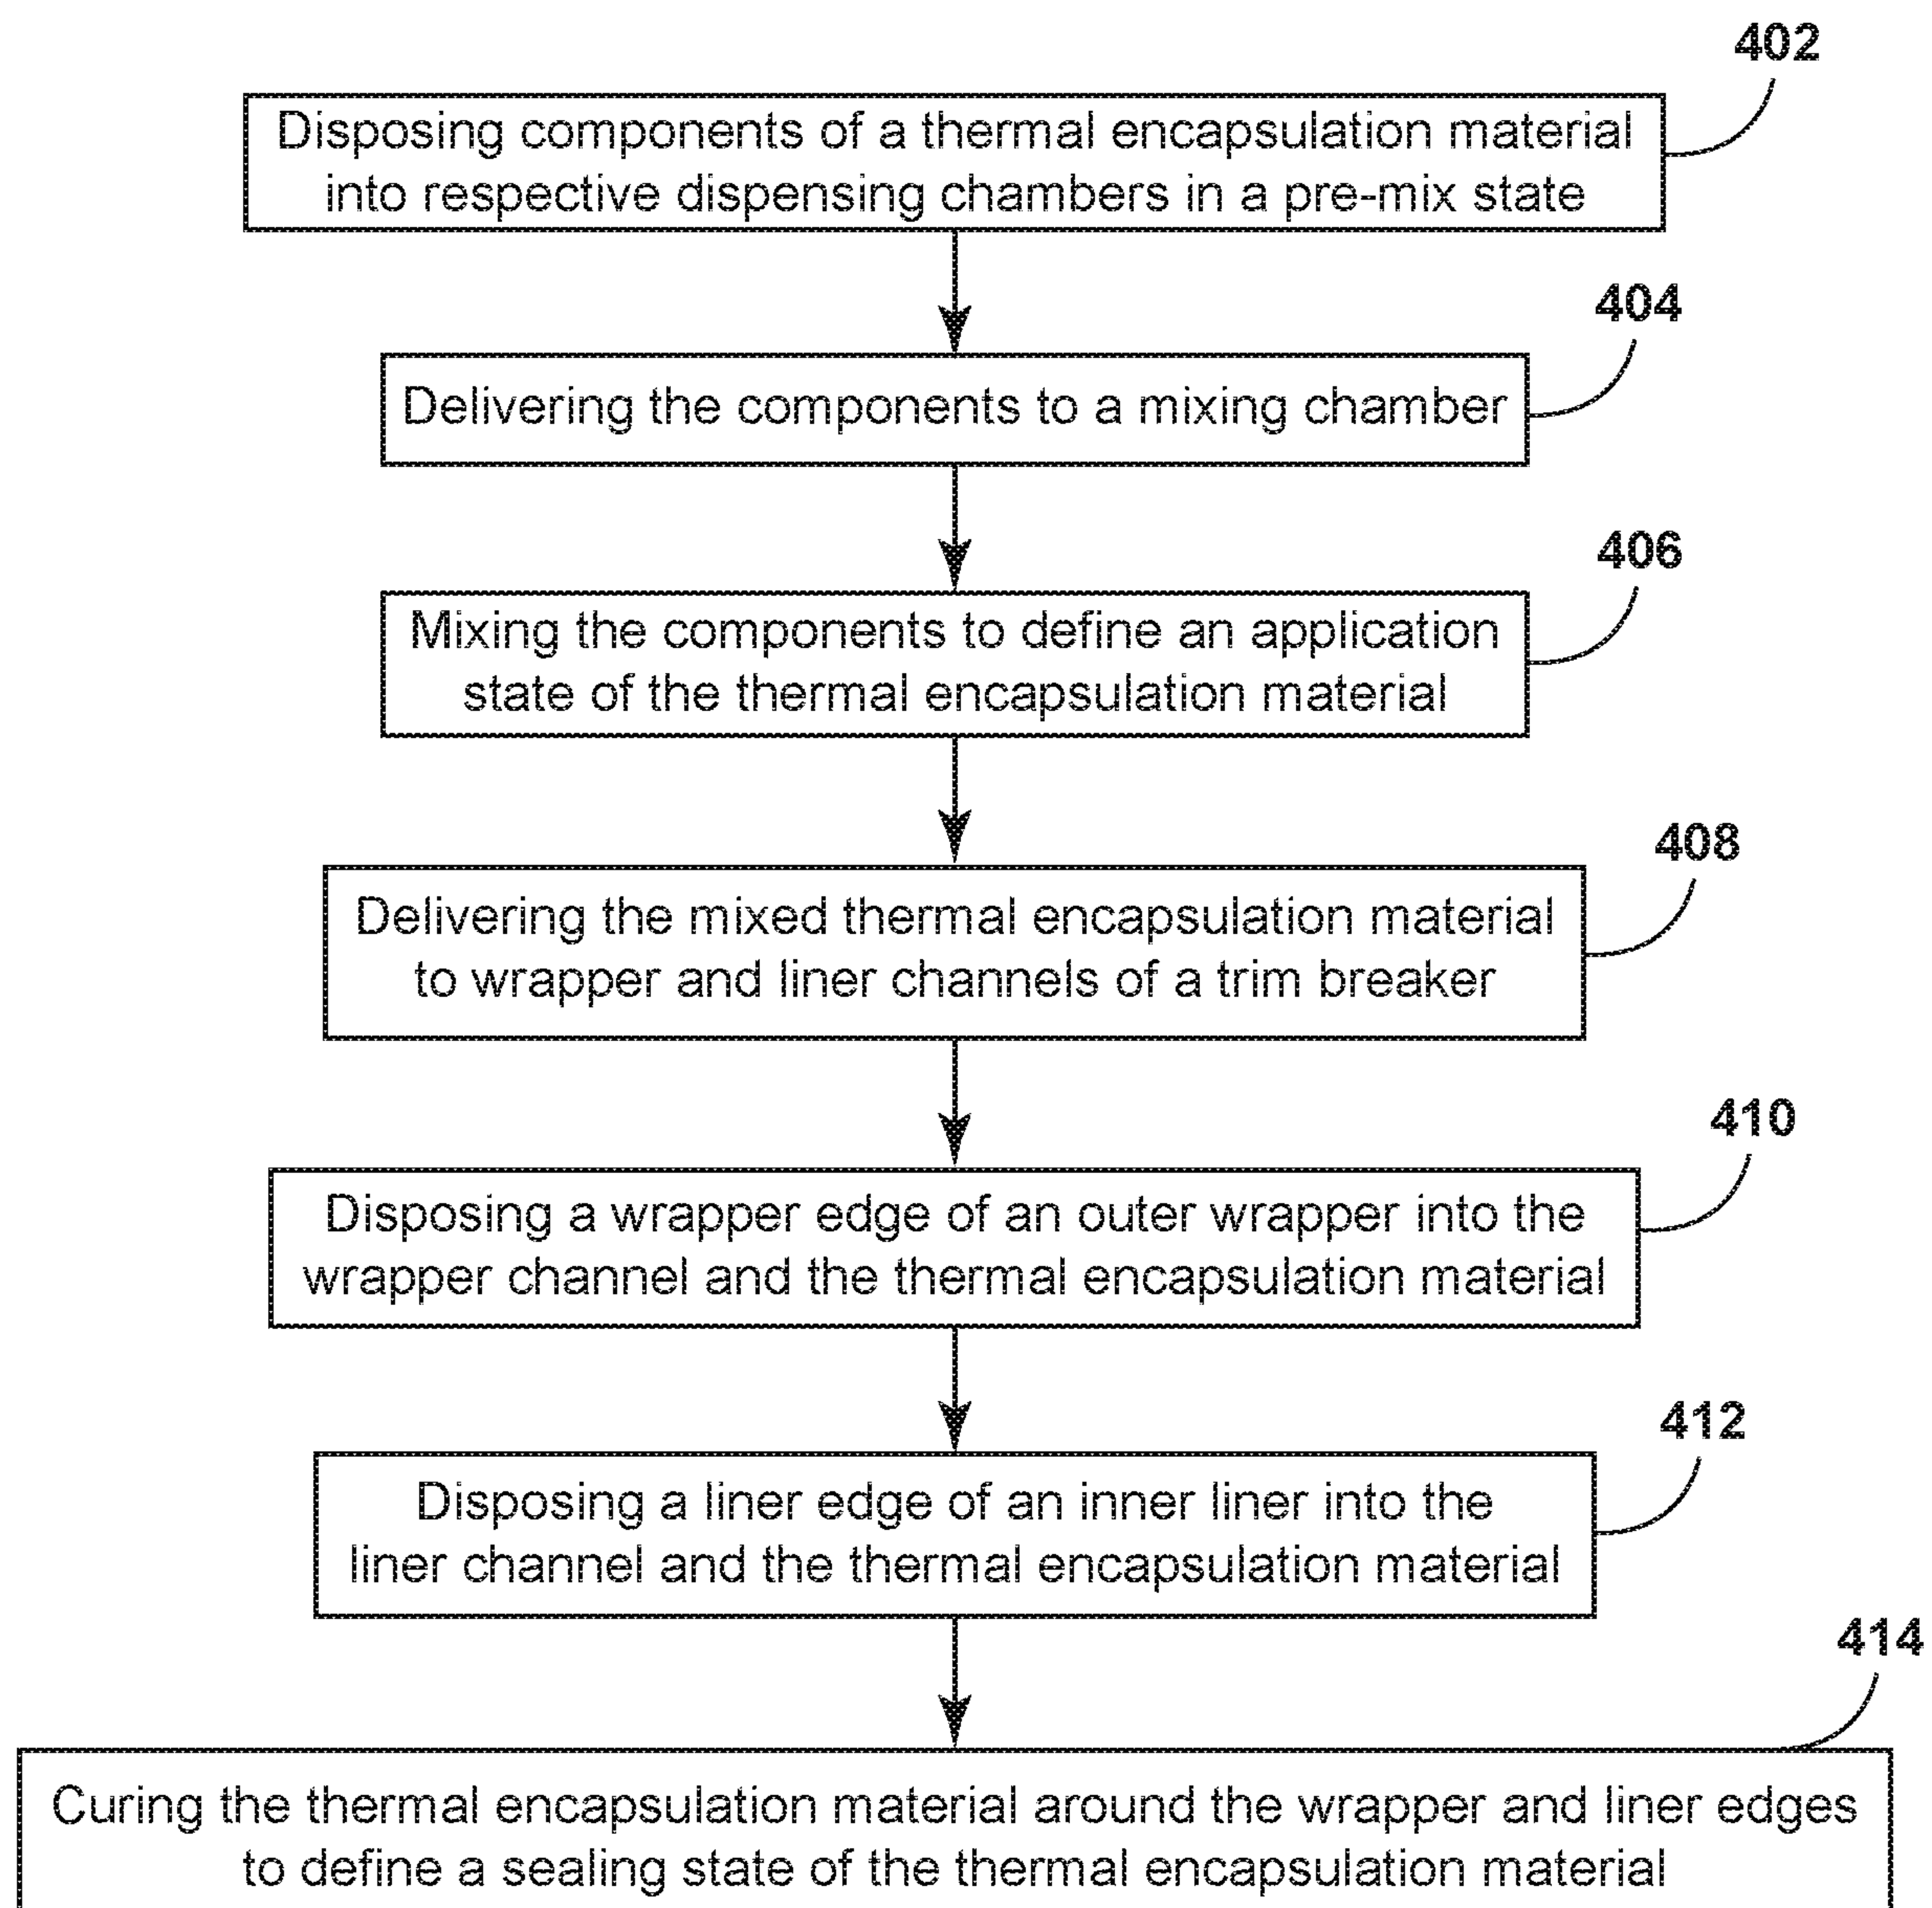 402
Disposing components of a thermal encapsulation material
into respective dispensing chambers in a pre-mix state
404
Delivering the components to a mixing chamber
406
Mixing the components to define an application
state of the thermal encapsulation material
408
Delivering the mixed thermal encapsulation material
to wrapper and liner channels of a trim breaker
410
Disposing a wrapper edge of an outer wrapper into the
wrapper channel and the thermal encapsulation material
412
Disposing a liner edge of an inner liner into the
liner channel and the thermal encapsulation material
414
Curing the thermal encapsulation material around the wrapper and liner edges
to define a sealing state of the thermal encapsulation material